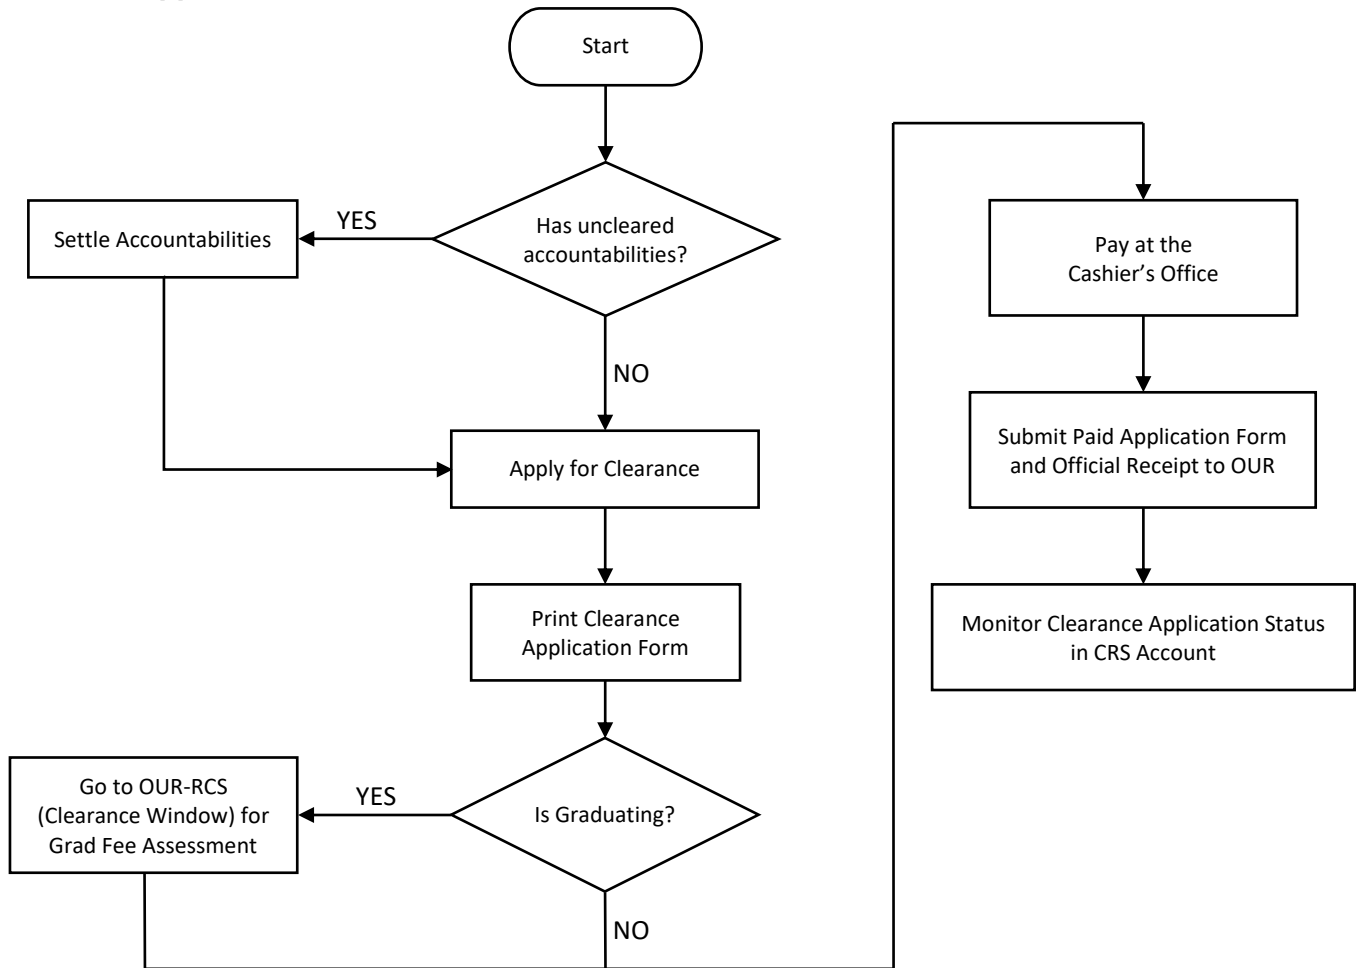 Start
Has uncleared
accountabilities?
YES
Settle Accountabilities
NO
Apply for Clearance
Print Clearance
Application Form
Is Graduating?
YES
Go to OUR-RCS
(Clearance Window) for
Grad Fee Assessment
NO
Pay at the
Cashier’s Office
Submit Paid Application Form
and Official Receipt to OUR
Monitor Clearance Application Status
in CRS Account